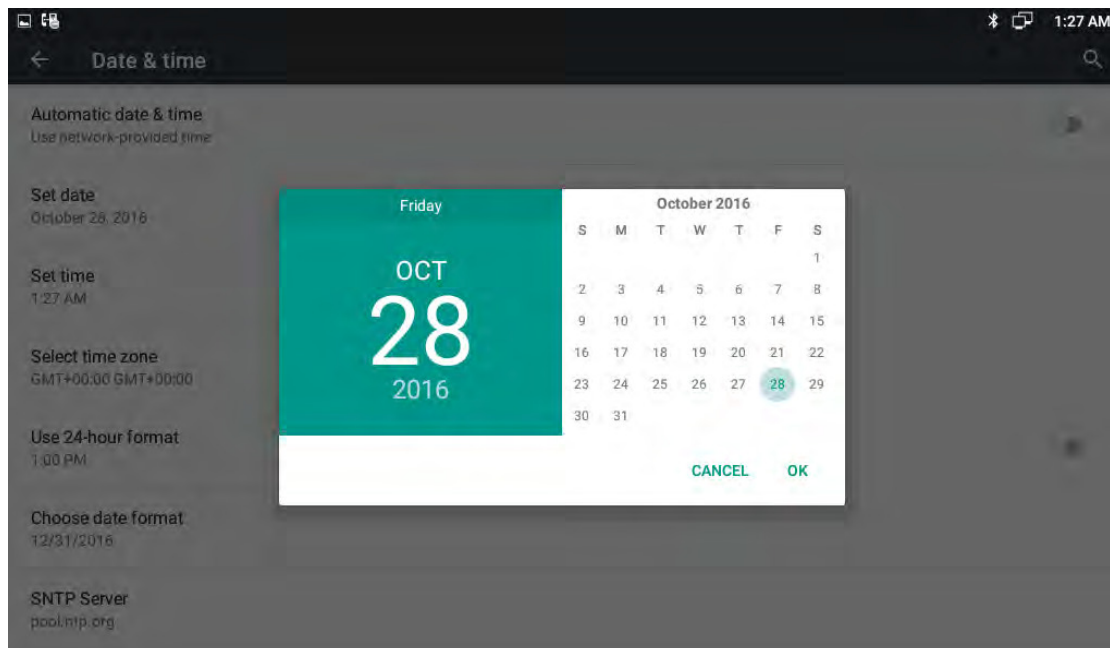 1:27 AM
Date & time
Automatic date & time
Use network-provided time
Set date
October 28, 2016
Set time
1:27 AM
Select time zone
GMT+00:00 GMT+00:00
Use 24-hour format
1:00 PM
Choose date format
12/31/2016
SNTP Server
pool.ntp.org
Friday
OCT
28
2016
October 2016
S M T W T F S
1
2 3 4 5 6 7 8
9 10 11 12 13 14 15
16 17 18 19 20 21 22
23 24 25 26 27 28 29
30 31
CANCEL OK